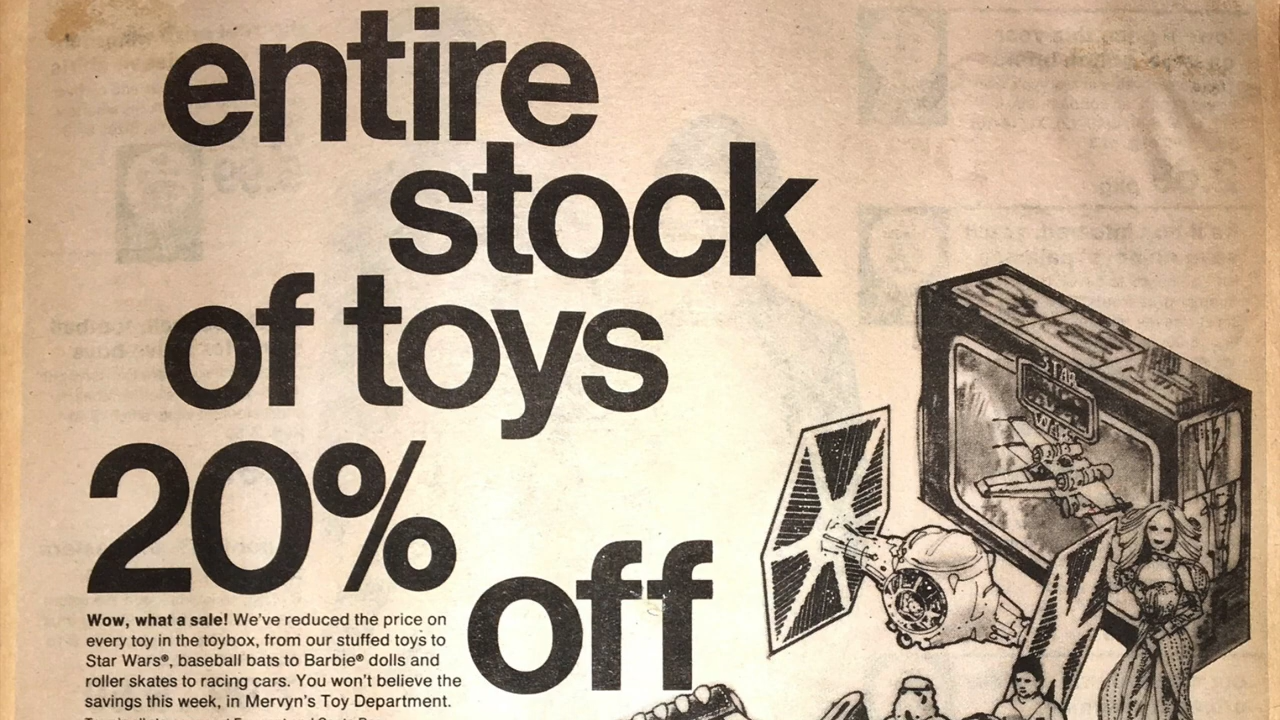 entire
stock
of toys
20%
off
Wow, what a sale! We've reduced the price on
every toy in the toybox, from our stuffed toys to
Star Wars®, baseball bats to Barbie® dolls and
roller skates to racing cars. You won't believe the
savings this week, in Mervyn's Toy Department.
STAR
WARS